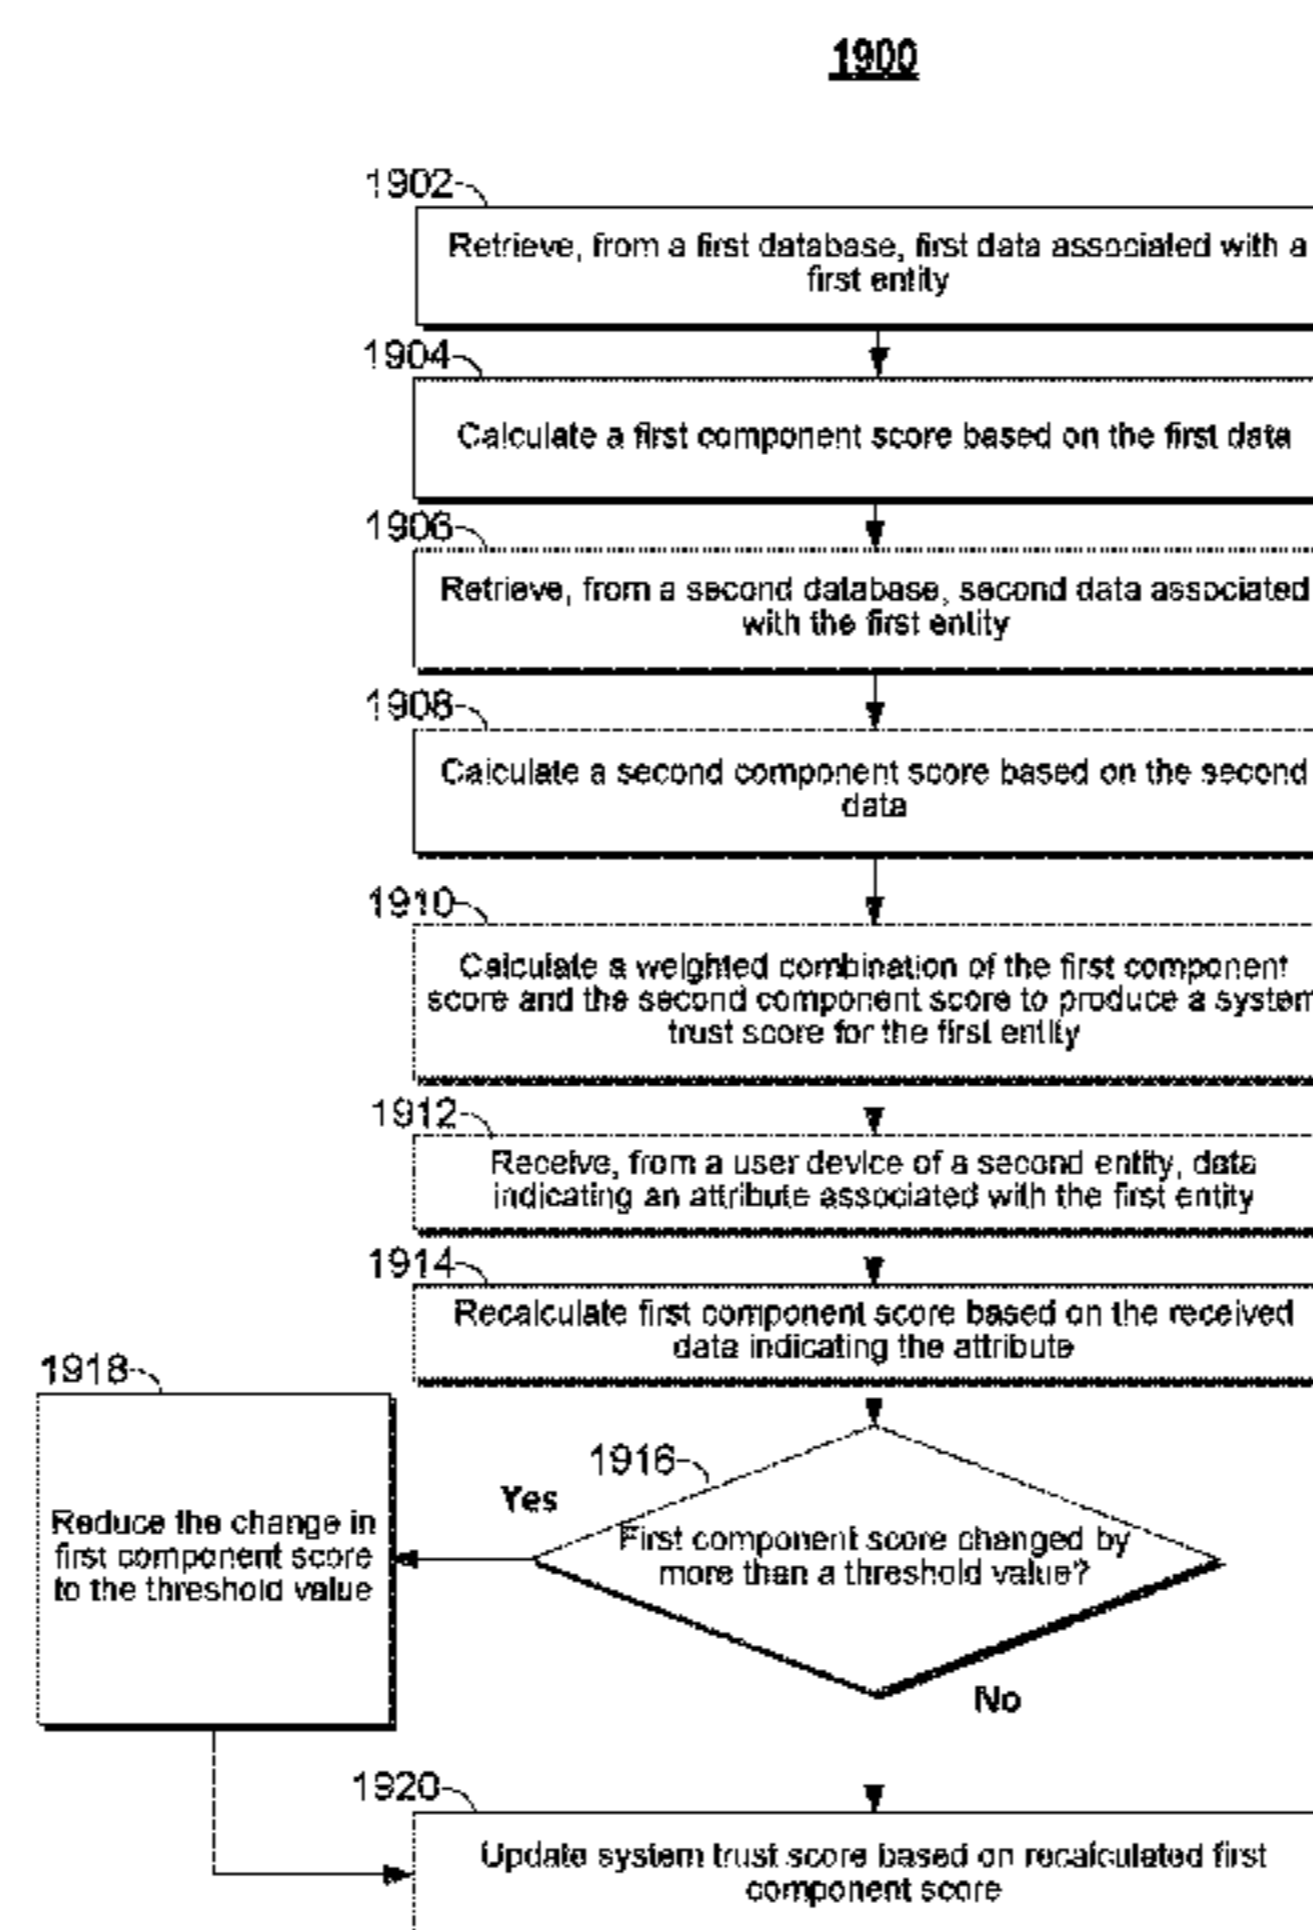 1900
1902
Retrieve, from a first database, first data associated with a
first entity
1904
Calculate a first component score based on the first data
1906
Retrieve, from a second database, second data associated
with the first entity
1908
Calculate a second component score based on the second
data
1910
Calculate a weighted combination of the first component
score and the second component score to produce a system
trust score for the first entity
1912
Receive, from a user device of a second entity, data
indicating an attribute associated with the first entity
1914
Recalculate first component score based on the received
data indicating the attribute
1916
First component score changed by
more than a threshold value?
Yes
No
1918
Reduce the change in
first component score
to the threshold value
1920
Update system trust score based on recalculated first
component score